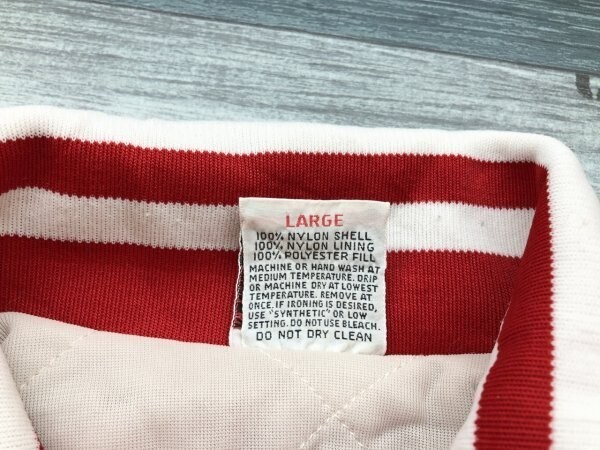 LARGE
100% NYLON SHELL
100% NYLON LINING
100% POLYESTER FILL
MACHINE OR HAND WASH AT
MEDIUM TEMPERATURE. DRIP
OR MACHINE DRY AT LOWEST
TEMPERATURE. REMOVE AT
ONCE. IF IRONING IS DESIRED,
USE "SYNTHETIC" OR LOW
SETTING. DO NOT USE BLEACH.
DO NOT DRY CLEAN